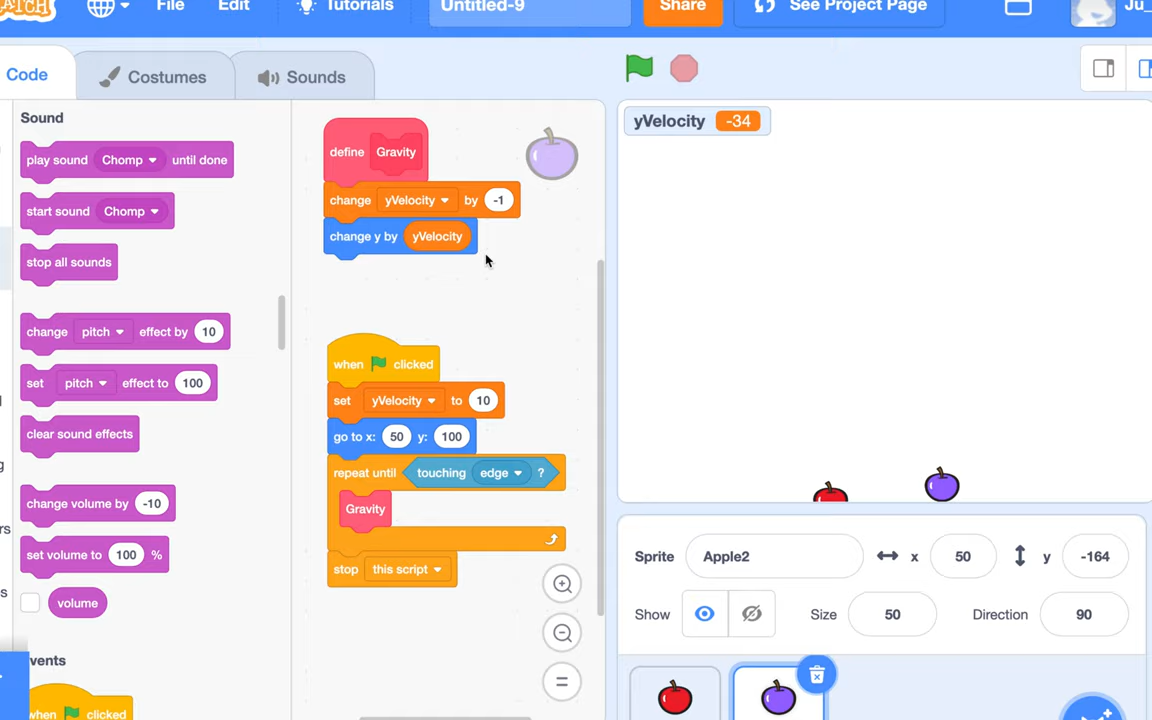 File Edit Tutorials Untitled-9 Share See Project Page
Code Costumes Sounds
Sound
play sound Chomp until done
start sound Chomp
stop all sounds
change pitch effect by 10
set pitch effect to 100
clear sound effects
change volume by -10
set volume to 100 %
volume
when clicked
define Gravity
change yVelocity by -1
change y by yVelocity
when clicked
set yVelocity to 10
go to x: 50 y: 100
repeat until touching edge ?
Gravity
stop this script
yVelocity -34
Sprite Apple2 x 50 y -164
Show Size 50 Direction 90